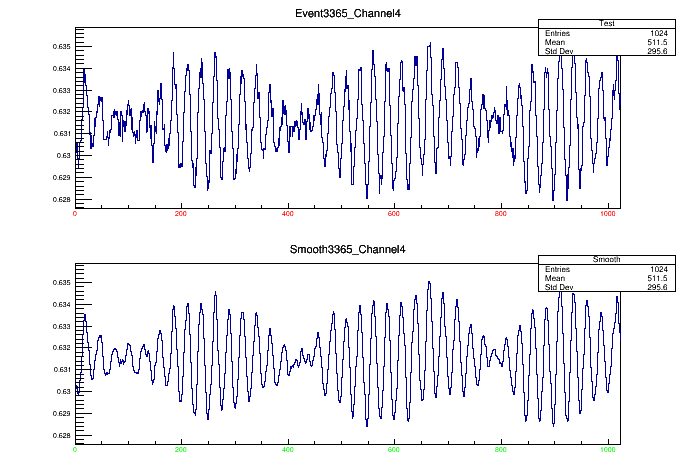 Event3365_Channel4
Test
Entries 1024
Mean 511.5
Std Dev 295.6
0.635
0.634
0.633
0.632
0.631
0.63
0.629
0.628
0 200 400 600 800 1000
Smooth3365_Channel4
Smooth
Entries 1024
Mean 511.5
Std Dev 295.6
0.635
0.634
0.633
0.632
0.631
0.63
0.629
0.628
0 200 400 600 800 1000